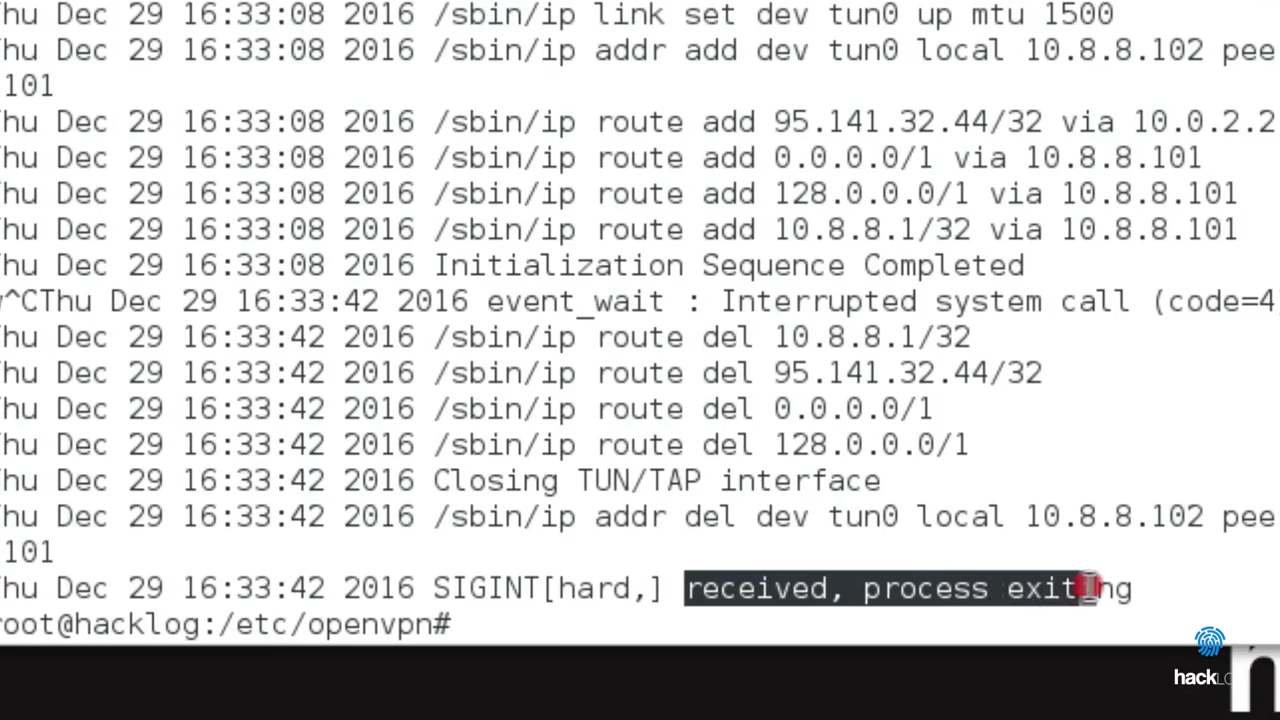 hu Dec 29 16:33:08 2016 /sbin/ip link set dev tun0 up mtu 1500
hu Dec 29 16:33:08 2016 /sbin/ip addr add dev tun0 local 10.8.8.102 pee
101
hu Dec 29 16:33:08 2016 /sbin/ip route add 95.141.32.44/32 via 10.0.2.2
hu Dec 29 16:33:08 2016 /sbin/ip route add 0.0.0.0/1 via 10.8.8.101
hu Dec 29 16:33:08 2016 /sbin/ip route add 128.0.0.0/1 via 10.8.8.101
hu Dec 29 16:33:08 2016 /sbin/ip route add 10.8.8.1/32 via 10.8.8.101
hu Dec 29 16:33:08 2016 Initialization Sequence Completed
^CThu Dec 29 16:33:42 2016 event_wait : Interrupted system call (code=4
hu Dec 29 16:33:42 2016 /sbin/ip route del 10.8.8.1/32
hu Dec 29 16:33:42 2016 /sbin/ip route del 95.141.32.44/32
hu Dec 29 16:33:42 2016 /sbin/ip route del 0.0.0.0/1
hu Dec 29 16:33:42 2016 /sbin/ip route del 128.0.0.0/1
hu Dec 29 16:33:42 2016 Closing TUN/TAP interface
hu Dec 29 16:33:42 2016 /sbin/ip addr del dev tun0 local 10.8.8.102 pee
101
hu Dec 29 16:33:42 2016 SIGINT[hard,] received, process exiting
root@hacklog:/etc/openvpn#
hackLO